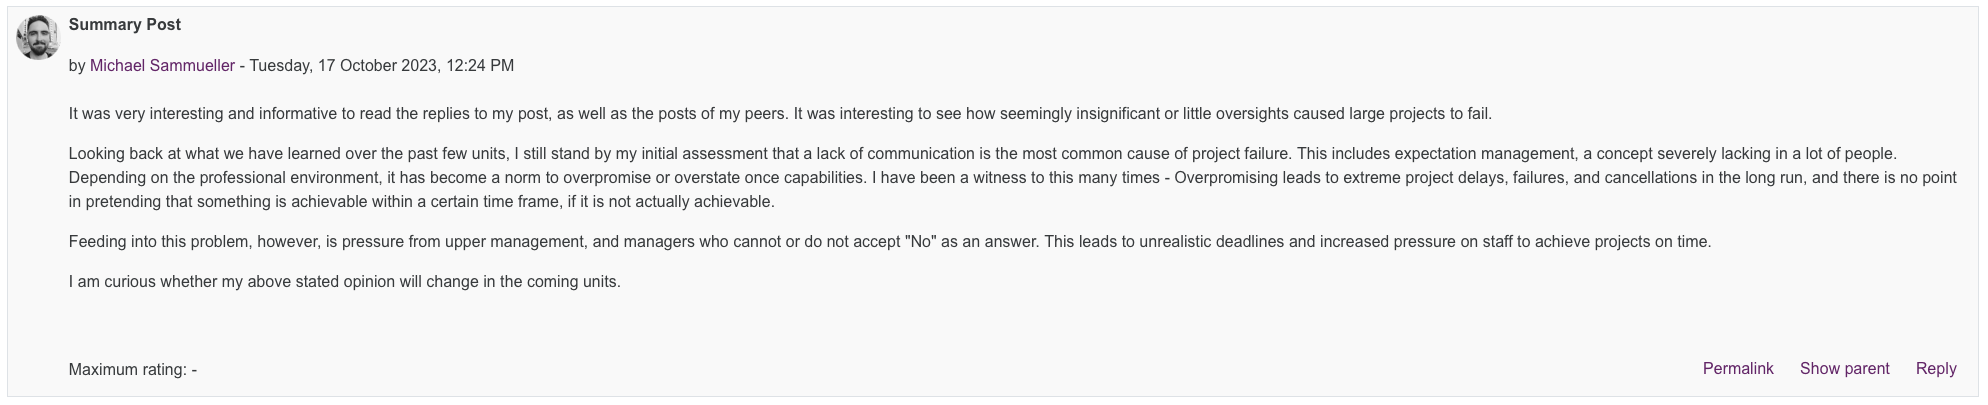 Summary Post
by Michael Sammueller - Tuesday, 17 October 2023, 12:24 PM
It was very interesting and informative to read the replies to my post, as well as the posts of my peers. It was interesting to see how seemingly insignificant or little oversights caused large projects to fail.
Looking back at what we have learned over the past few units, I still stand by my initial assessment that a lack of communication is the most common cause of project failure. This includes expectation management, a concept severely lacking in a lot of people.
Depending on the professional environment, it has become a norm to overpromise or overstate once capabilities. I have been a witness to this many times - Overpromising leads to extreme project delays, failures, and cancellations in the long run, and there is no point
in pretending that something is achievable within a certain time frame, if it is not actually achievable.
Feeding into this problem, however, is pressure from upper management, and managers who cannot or do not accept "No" as an answer. This leads to unrealistic deadlines and increased pressure on staff to achieve projects on time.
I am curious whether my above stated opinion will change in the coming units.
Maximum rating: -
Permalink Show parent Reply